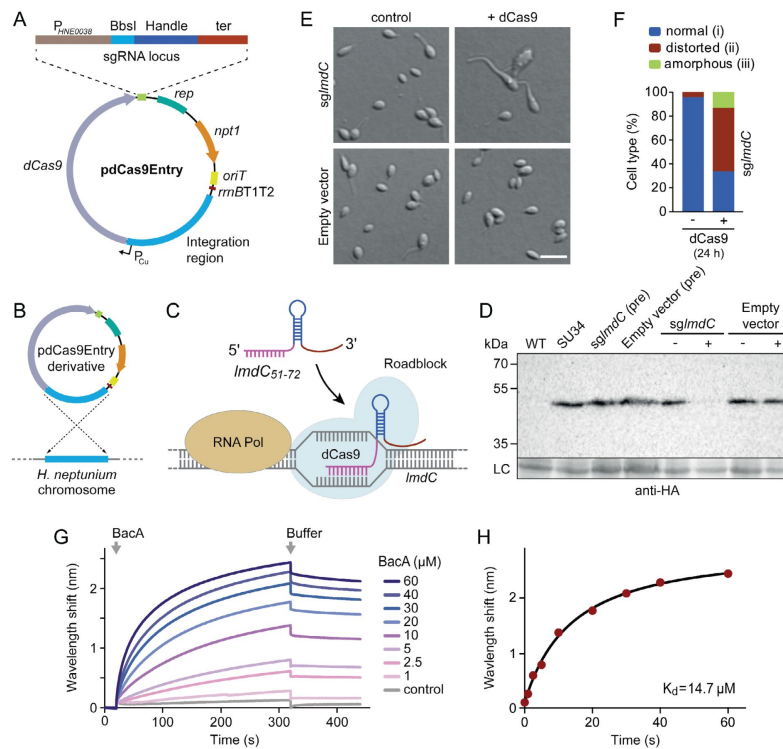 A
P_HNE0038 BbsI Handle ter
sgRNA locus
rep
npt1
dCas9
pdCas9Entry
oriT
rrnBT1T2
Integration
region
P_Cu
B
pdCas9Entry
derivative
H. neptunium
chromosome
C
5'
3'
lmdC_51-72
Roadblock
RNA Pol
dCas9
lmdC
E
control
+ dCas9
sglmdC
Empty vector
F
normal (i)
distorted (ii)
amorphous (iii)
100
80
60
40
20
0
Cell type (%)
sglmdC
- +
dCas9
(24 h)
D
kDa
WT
SU34
sglmdC (pre)
Empty vector (pre)
sglmdC
- +
Empty
vector
- +
70
55
35
LC
anti-HA
G
BacA
Buffer
Wavelength shift (nm)
2
1
0
0 100 200 300 400
Time (s)
BacA (μM)
60
40
30
20
10
5
2.5
1
control
H
Wavlength shift (nm)
2
1
0
0 20 40 60
Time (s)
K_d=14.7 μM